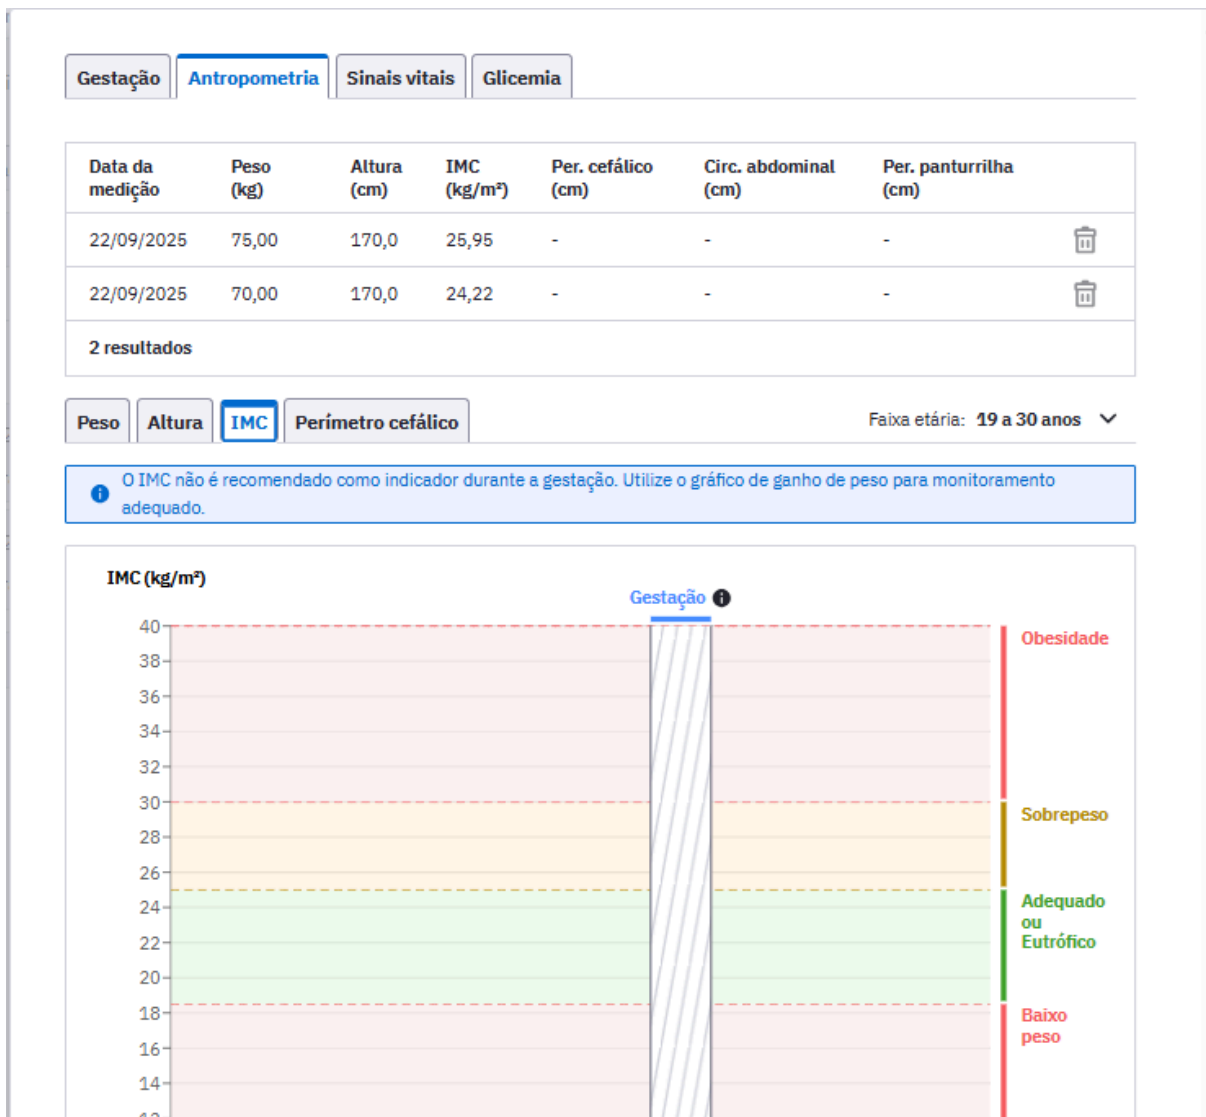 Gestação Antropometria Sinais vitais Glicemia
Data da medição Peso (kg) Altura (cm) IMC (kg/m²) Per. cefálico (cm) Circ. abdominal (cm) Per. panturrilha (cm)
22/09/2025 75,00 170,0 25,95 - - -
22/09/2025 70,00 170,0 24,22 - - -
2 resultados
Peso Altura IMC Perímetro cefálico Faixa etária: 19 a 30 anos
O IMC não é recomendado como indicador durante a gestação. Utilize o gráfico de ganho de peso para monitoramento
adequado.
IMC (kg/m²)
Gestação
40
Obesidade
38
36
34
32
30
Sobrepeso
28
26
24
Adequado
ou
Eutrófico
22
20
18
Baixo
peso
16
14